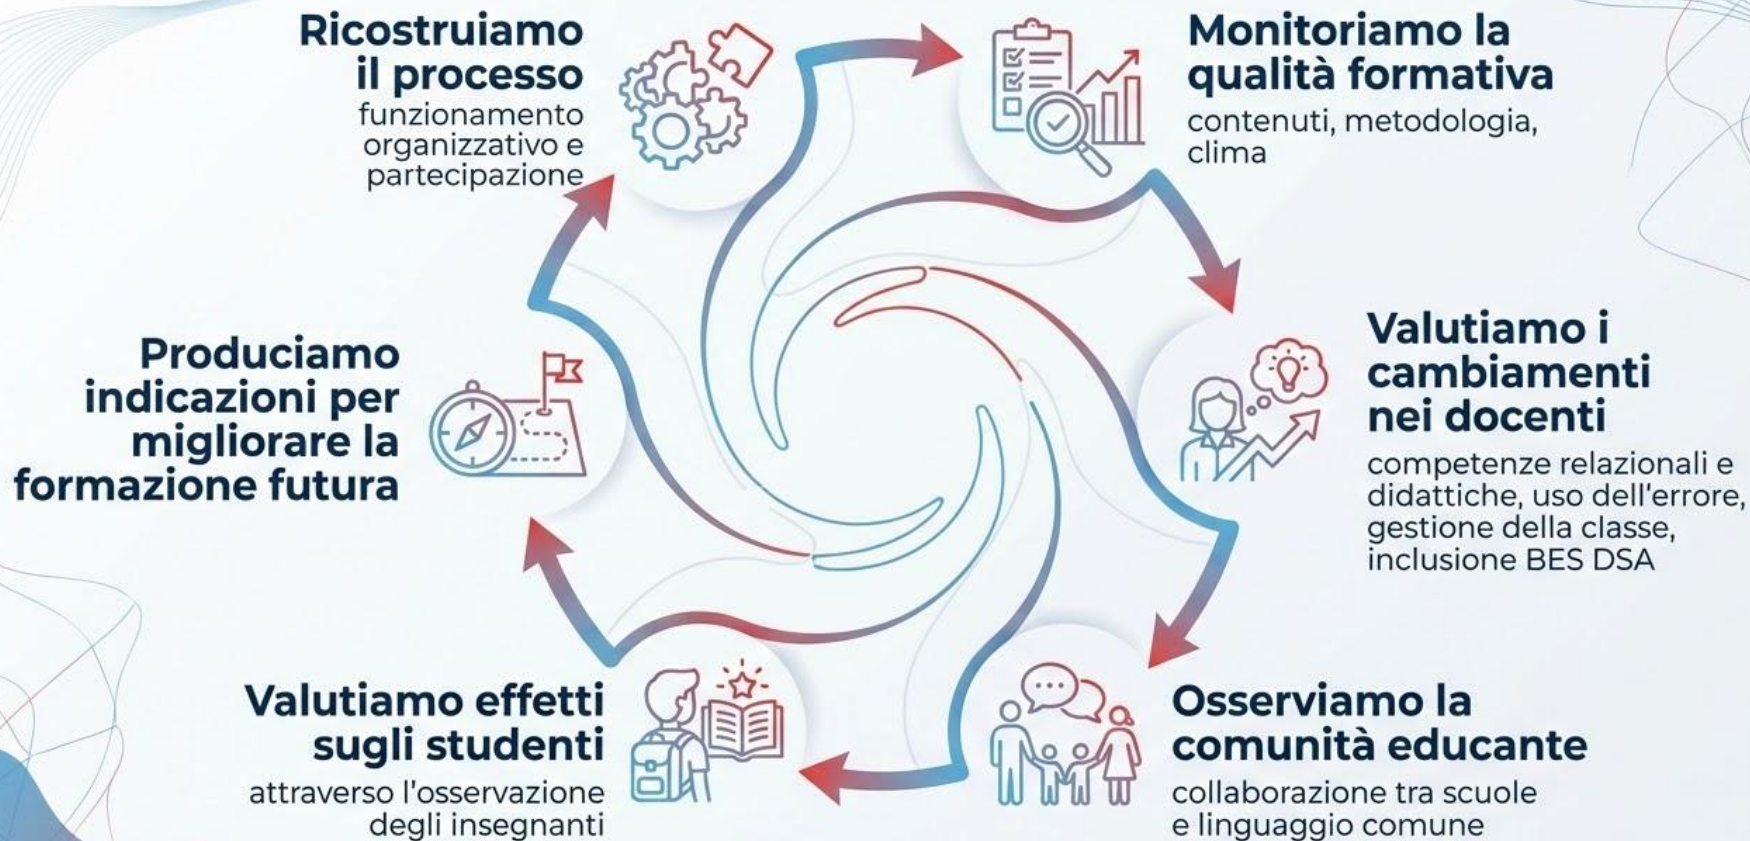 Ricostruiamo
il processo
funzionamento
organizzativo e
partecipazione
Monitoriamo la
qualità formativa
contenuti, metodologia,
clima
Valutiamo i
cambiamenti
nei docenti
competenze relazionali e
didattiche, uso dell'errore,
gestione della classe,
inclusione BES DSA
Osserviamo la
comunità educante
collaborazione tra scuole
e linguaggio comune
Valutiamo effetti
sugli studenti
attraverso l'osservazione
degli insegnanti
Produciamo
indicazioni per
migliorare la
formazione futura